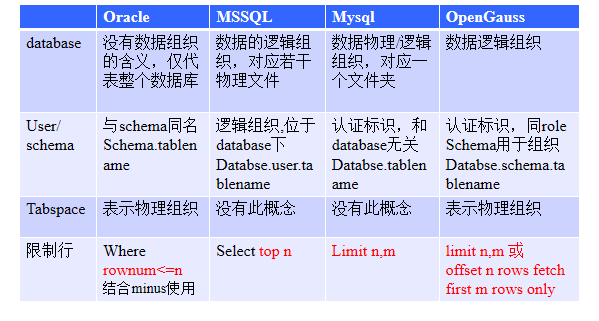 Oracle MSSQL Mysql OpenGauss
database
没有数据组织
的含义，仅代
表整个数据库
数据的逻辑组
织，对应若干
物理文件
数据物理/逻辑
组织，对应一
个文件夹
数据逻辑组织
User/
schema
与schema同名
Schema.tablen
ame
逻辑组织,位于
database下
Databse.user.ta
blename
认证标识，和
database无关
Databse.tablen
ame
认证标识，同role
Schema用于组织
Databse.schema.ta
blename
Tabspace 表示物理组织 没有此概念 没有此概念 表示物理组织
限制行
Where
rownum<=n
结合minus使用
Select top n
Limit n,m
limit n,m 或
offset n rows fetch
first m rows only